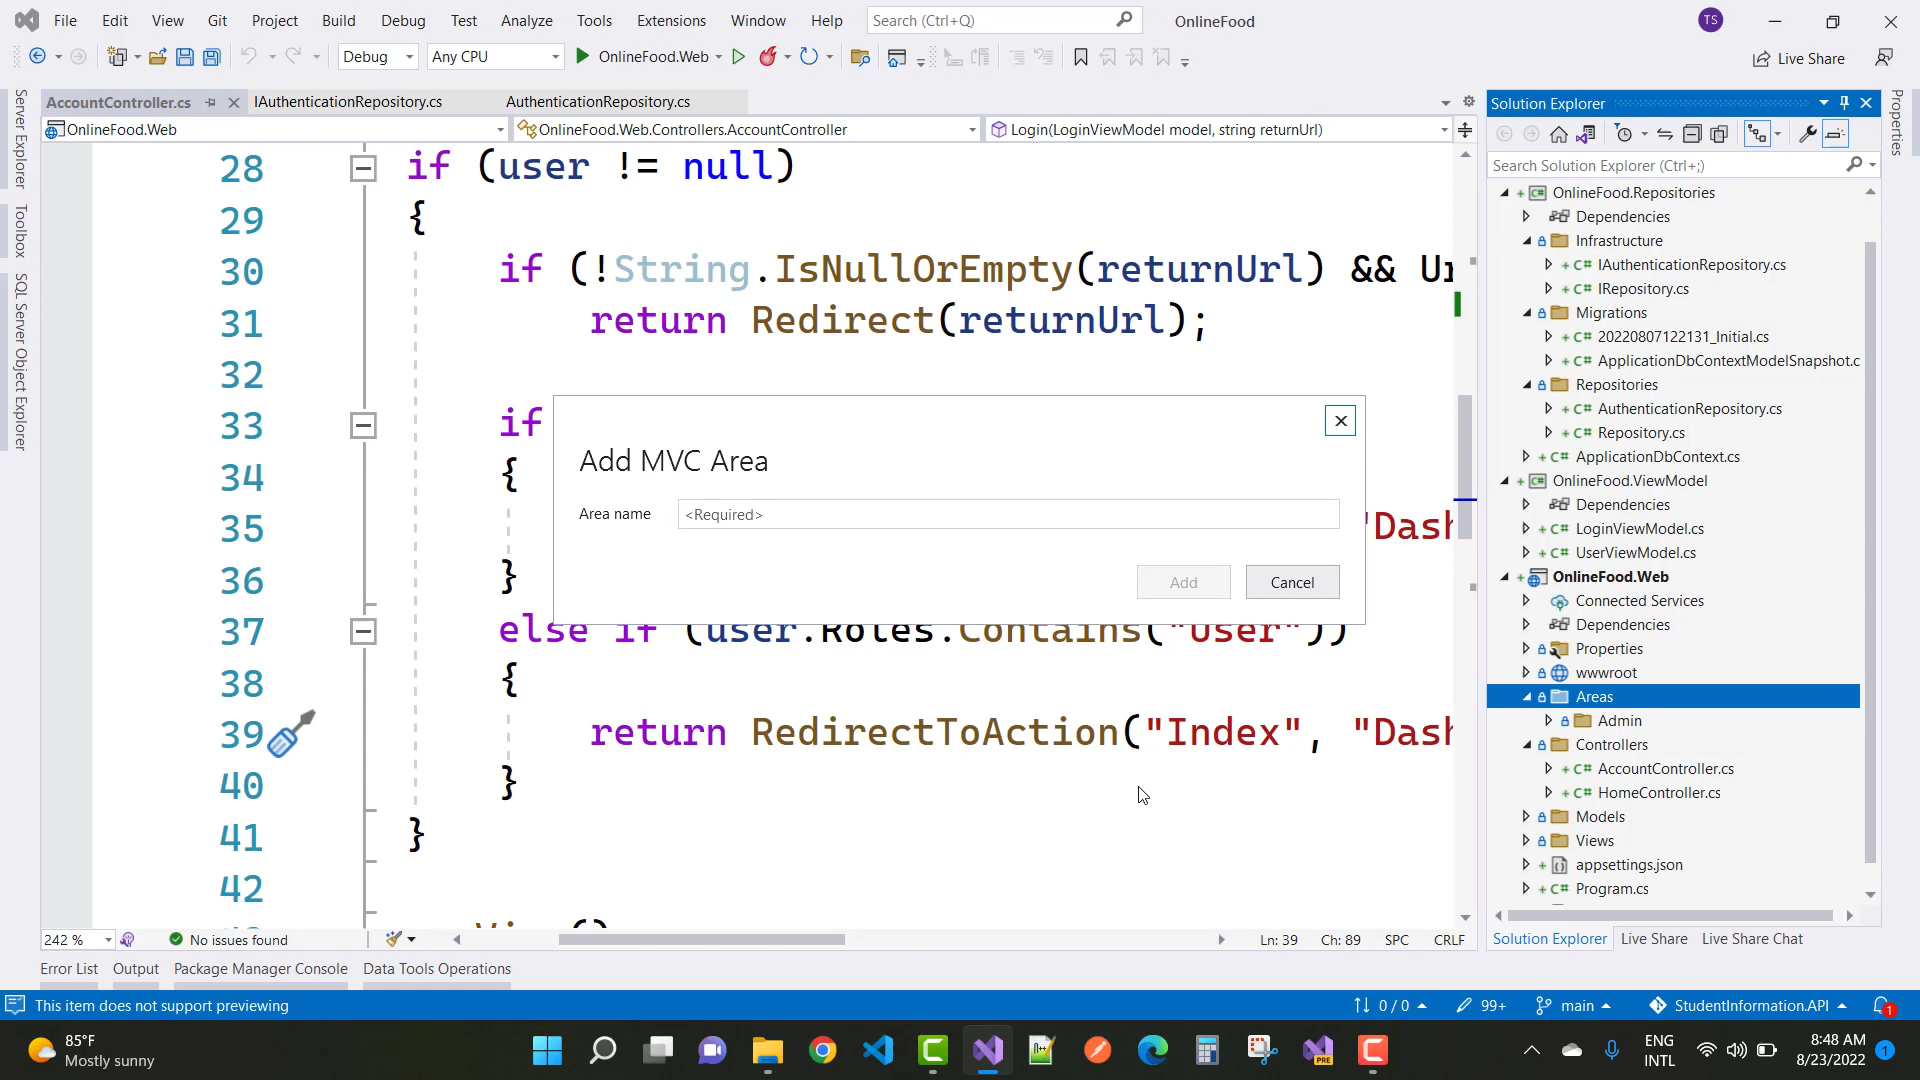 File Edit View Git Project Build Debug Test Analyze Tools Extensions Window Help Search (Ctrl+Q) OnlineFood TS
Debug Any CPU OnlineFood.Web Live Share
AccountController.cs IAuthenticationRepository.cs AuthenticationRepository.cs
OnlineFood.Web OnlineFood.Web.Controllers.AccountController Login(LoginViewModel model, string returnUrl)
Server Explorer
Toolbox
SQL Server Object Explorer
28 if (user != null)
29 {
30 if (!String.IsNullOrEmpty(returnUrl) && Ur
31 return Redirect(returnUrl);
32
33 if
34 {
35 "Dash
36 }
37 else if (user.Roles.Contains("User"))
38 {
39 return RedirectToAction("Index", "Dash
40 }
41 }
42
Add MVC Area
Area name <Required>
Add Cancel
242 % No issues found Ln: 39 Ch: 89 SPC CRLF
Error List Output Package Manager Console Data Tools Operations
Solution Explorer
Search Solution Explorer (Ctrl+;)
OnlineFood.Repositories
Dependencies
Infrastructure
IAuthenticationRepository.cs
IRepository.cs
Migrations
20220807122131_Initial.cs
ApplicationDbContextModelSnapshot.c
Repositories
AuthenticationRepository.cs
Repository.cs
ApplicationDbContext.cs
OnlineFood.ViewModel
Dependencies
LoginViewModel.cs
UserViewModel.cs
OnlineFood.Web
Connected Services
Dependencies
Properties
wwwroot
Areas
Admin
Controllers
AccountController.cs
HomeController.cs
Models
Views
appsettings.json
Program.cs
Solution Explorer Live Share Live Share Chat
Properties
This item does not support previewing 0 / 0 99+ main StudentInformation.API 1
85°F
Mostly sunny
PRE
ENG
INTL
8:48 AM
8/23/2022
1